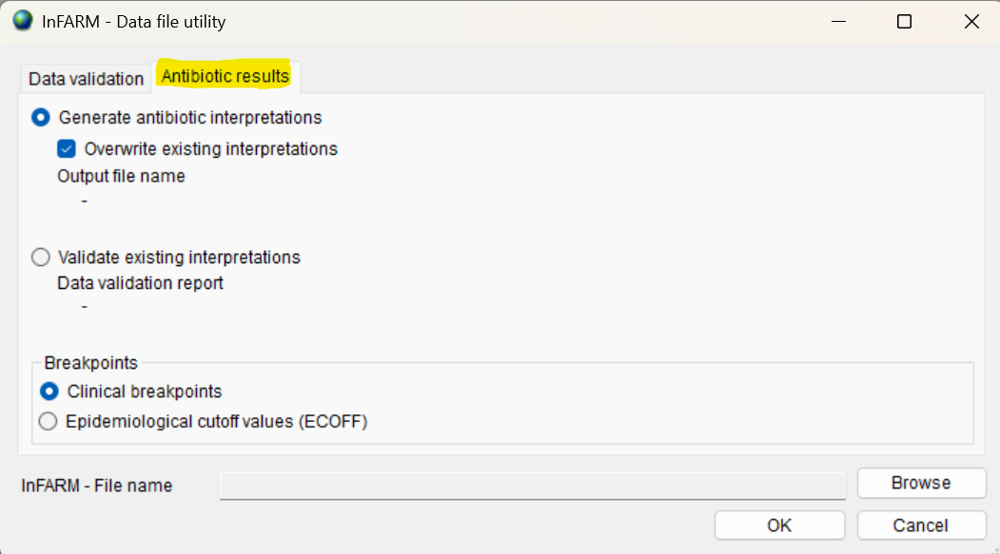 InFARM - Data file utility
Data validation
Antibiotic results
Generate antibiotic interpretations
Overwrite existing interpretations
Output file name
-
Validate existing interpretations
Data validation report
-
Breakpoints
Clinical breakpoints
Epidemiological cutoff values (ECOFF)
InFARM - File name
Browse
OK
Cancel